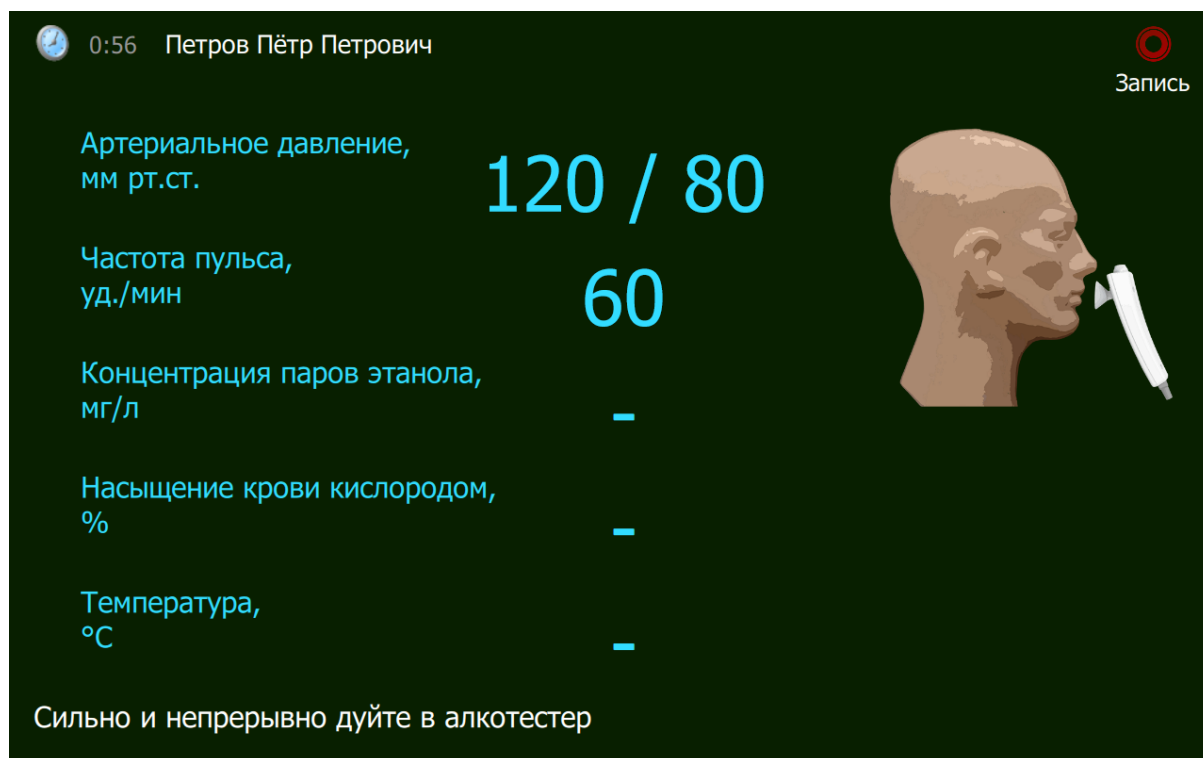 0:56 Петров Пётр Петрович
Запись
Артериальное давление,
мм рт.ст.
120 / 80
Частота пульса,
уд./мин
60
Концентрация паров этанола,
мг/л
-
Насыщение крови кислородом,
%
-
Температура,
°C
-
Сильно и непрерывно дуйте в алкотестер